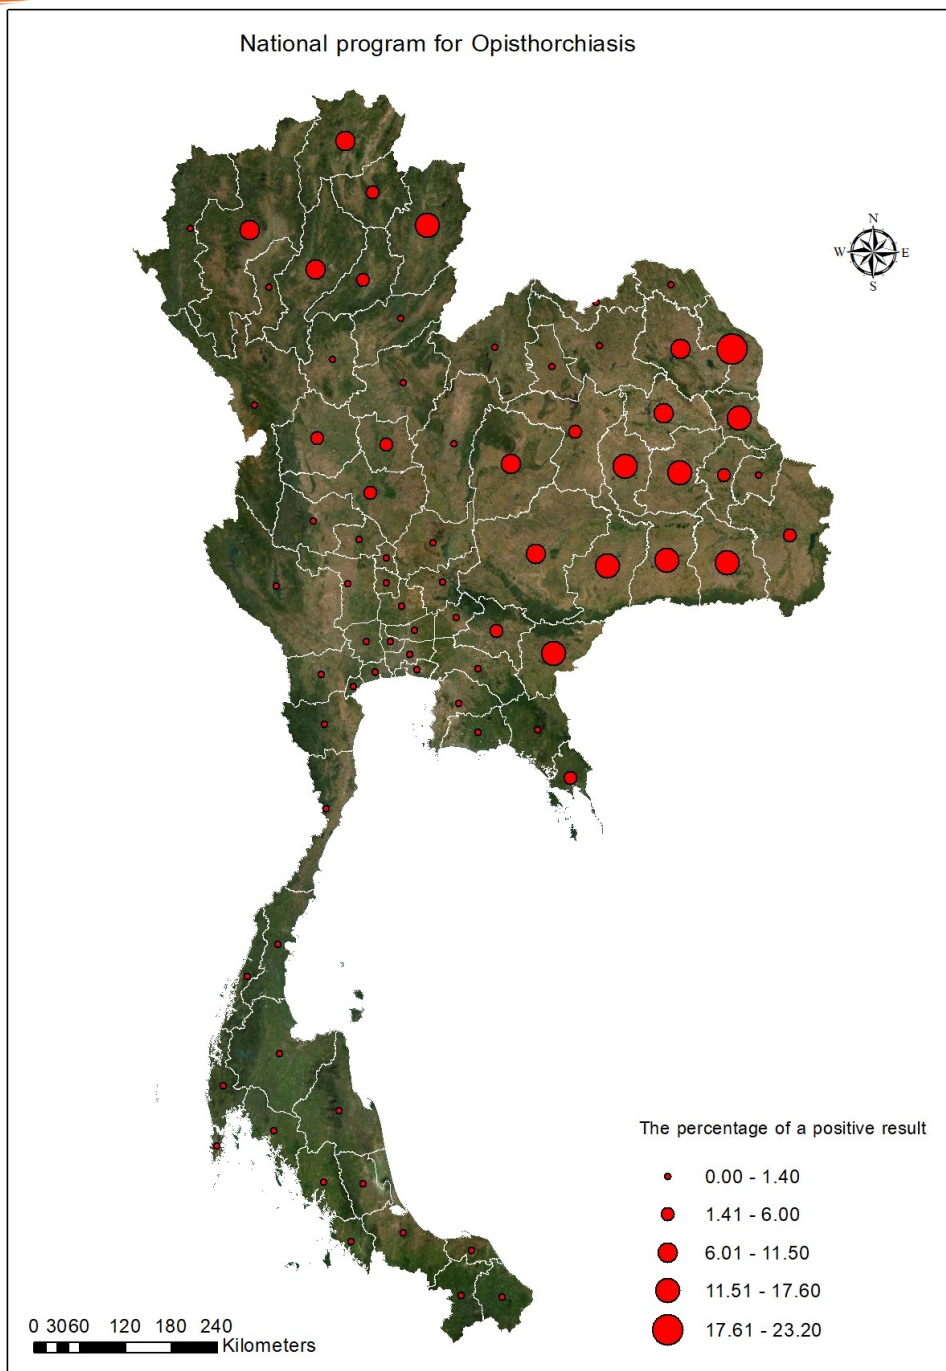 National program for Opisthorchiasis
N
W E
S
The percentage of a positive result
0.00 - 1.40
1.41 - 6.00
6.01 - 11.50
11.51 - 17.60
17.61 - 23.20
0 3060 120 180 240
Kilometers